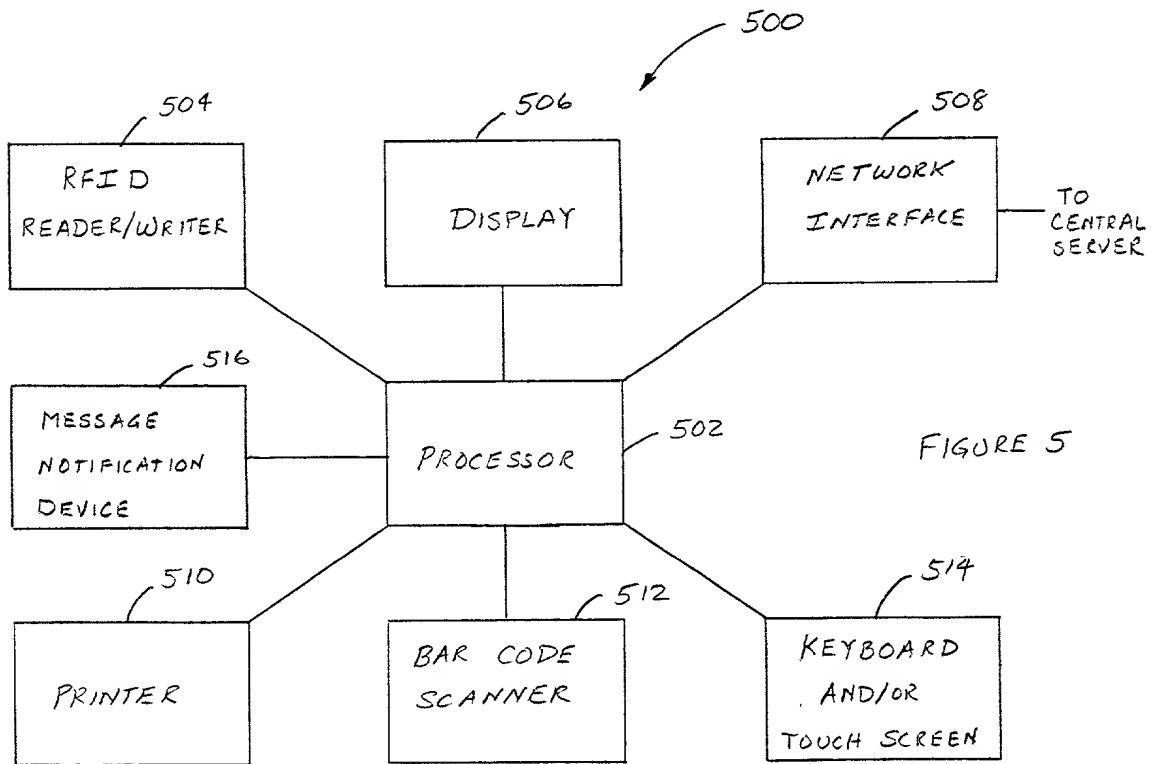 500
504
506
508
RFID
READER/WRITER
DISPLAY
NETWORK
INTERFACE
TO
CENTRAL
SERVER
516
MESSAGE
NOTIFICATION
DEVICE
PROCESSOR
502
FIGURE 5
510
512
514
PRINTER
BAR CODE
SCANNER
KEYBOARD
AND/OR
TOUCH SCREEN